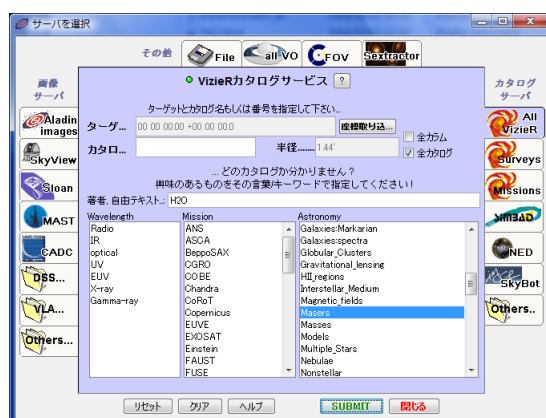 サーバを選択
その他
File
all VO
FOV
Sextractor
画像
サーバ
カタログ
サーバ
Aladin
images
SkyView
Sloan
MAST
CADC
DSS...
VLA...
Others...
VizieRカタログサービス ?
ターゲットとカタログ名もしくは番号を指定して下さい..
ターゲ...
00 00 00.00 +00 00 00.0
座標取り込...
カタロ...
半径.......
1.44'
全カラム
全カタログ
... どのカタログか分かりません?
興味のあるものをその言葉/キーワードで指定してください!
著者, 自由テキスト..:
H2O
Wavelength
Radio
IR
optical
UV
EUV
X-ray
Gamma-ray
Mission
ANS
ASCA
BeppoSAX
CGRO
COBE
Chandra
CoRoT
Copernicus
EUVE
EXOSAT
Einstein
FAUST
FUSE
Astronomy
Galaxies:Markarian
Galaxies:spectra
Globular_Clusters
Gravitational_lensing
HII_regions
Interstellar_Medium
Magnetic_fields
Masers
Masses
Models
Multiple_Stars
Nebulae
Nonstellar
All
VizieR
Surveys
Missions
SIMBAD
NED
SkyBot
Others..
リセット
クリア
ヘルプ
SUBMIT
閉じる